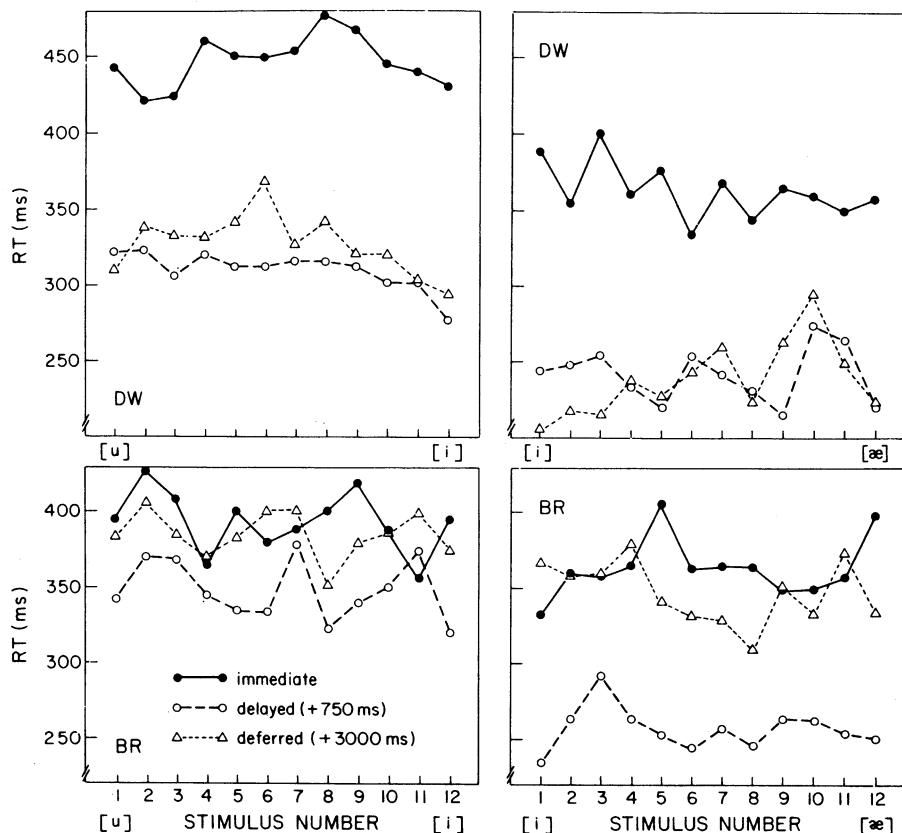 450
400
350
300
250
RT (ms)
DW
[u] [i]
DW
[i] [æ]
400
350
300
250
RT (ms)
immediate
delayed (+750 ms)
deferred (+3000 ms)
BR
1 2 3 4 5 6 7 8 9 10 11 12
[u] STIMULUS NUMBER [i]
BR
1 2 3 4 5 6 7 8 9 10 11 12
[i] STIMULUS NUMBER [æ]